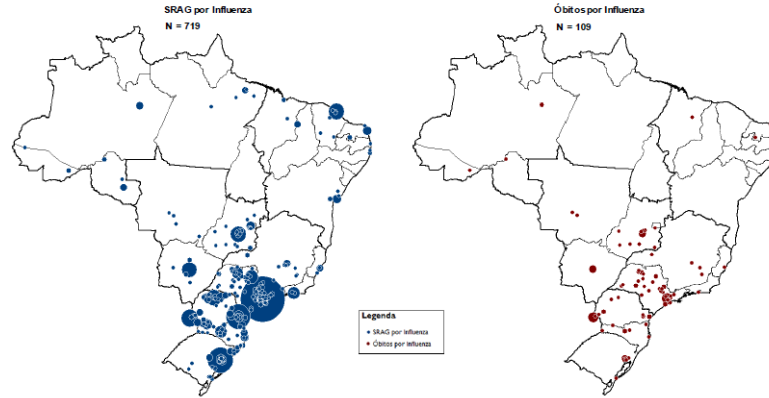 SRAG por Influenza
N = 719
Óbitos por Influenza
N = 109
Legenda
SRAG por Influenza
Óbitos por Influenza